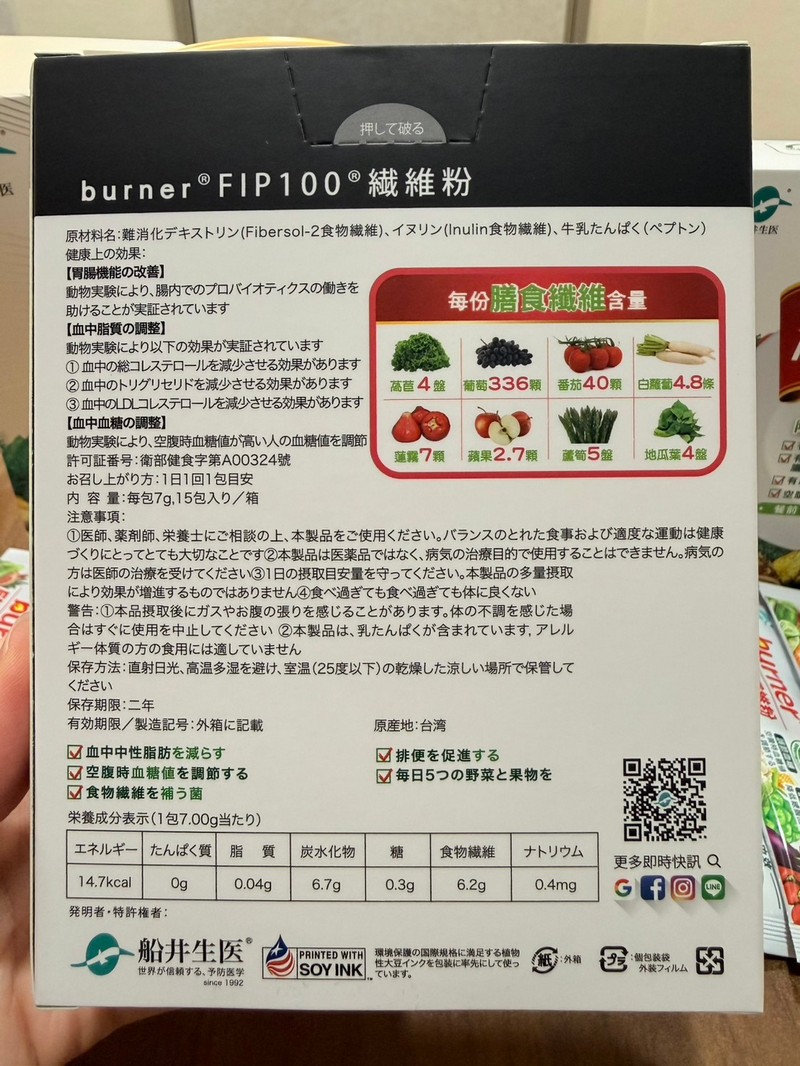 押して破る
burner®FIP100®繊維粉
原材料名:難消化デキストリン(Fibersol-2食物繊維)、イヌリン(Inulin食物繊維)、牛乳たんぱく(ペプトン)
健康上の効果:
【胃腸機能の改善】
動物実験により、腸内でのプロバイオティクスの働きを
助けることが実証されています
【血中脂質の調整】
動物実験により以下の効果が実証されています
① 血中の総コレステロールを減少させる効果があります
② 血中のトリグリセリドを減少させる効果があります
③ 血中のLDLコレステロールを減少させる効果があります
【血中血糖の調整】
動物実験により、空腹時血糖値が高い人の血糖値を調節
許可証番号:衛部健食字第A00324號
お召し上がり方:1日1回1包目安
内 容 量:毎包7g,15包入り/箱
每份膳食纖維含量
萵苣4盤
葡萄336顆
番茄40顆
白蘿蔔4.8條
蓮霧7顆
蘋果2.7顆
蘆筍5盤
地瓜葉4盤
注意事項:
①医師、薬剤師、栄養士にご相談の上、本製品をご使用ください。バランスのとれた食事および適度な運動は健康
づくりにとってとても大切なことです②本製品は医薬品ではなく、病気の治療目的で使用することはできません。病気の
方は医師の治療を受けてください③1日の摂取目安量を守ってください。本製品の多量摂取
により効果が増進するものではありません④食べ過ぎても食べ過ぎても体に良くない
警告:①本品摂取後にガスやお腹の張りを感じることがあります。体の不調を感じた場
合はすぐに使用を中止してください ②本製品は、乳たんぱくが含まれています, アレル
ギー体質の方の食用には適していません
保存方法:直射日光、高温多湿を避け、室温(25度以下)の乾燥した涼しい場所で保管して
ください
保存期限:二年
有効期限/製造記号:外箱に記載
原産地:台湾
血中中性脂肪を減らす
空腹時血糖値を調節する
食物繊維を補う菌
排便を促進する
毎日5つの野菜と果物を
栄養成分表示(1包7.00g当たり)
エネルギー たんぱく質 脂 質 炭水化物 糖 食物繊維 ナトリウム
14.7kcal 0g 0.04g 6.7g 0.3g 6.2g 0.4mg
更多即時快訊
G
LINE
発明者・特許権者:
船井生医®
世界が信頼する、予防医学
since 1992
PRINTED WITH
SOY INK™
環境保護の国際規格に満足する植物
性大豆インクを包装に率先にして使っ
ています。
紙:外箱
プラ:個包装袋
外装フィルム
burner